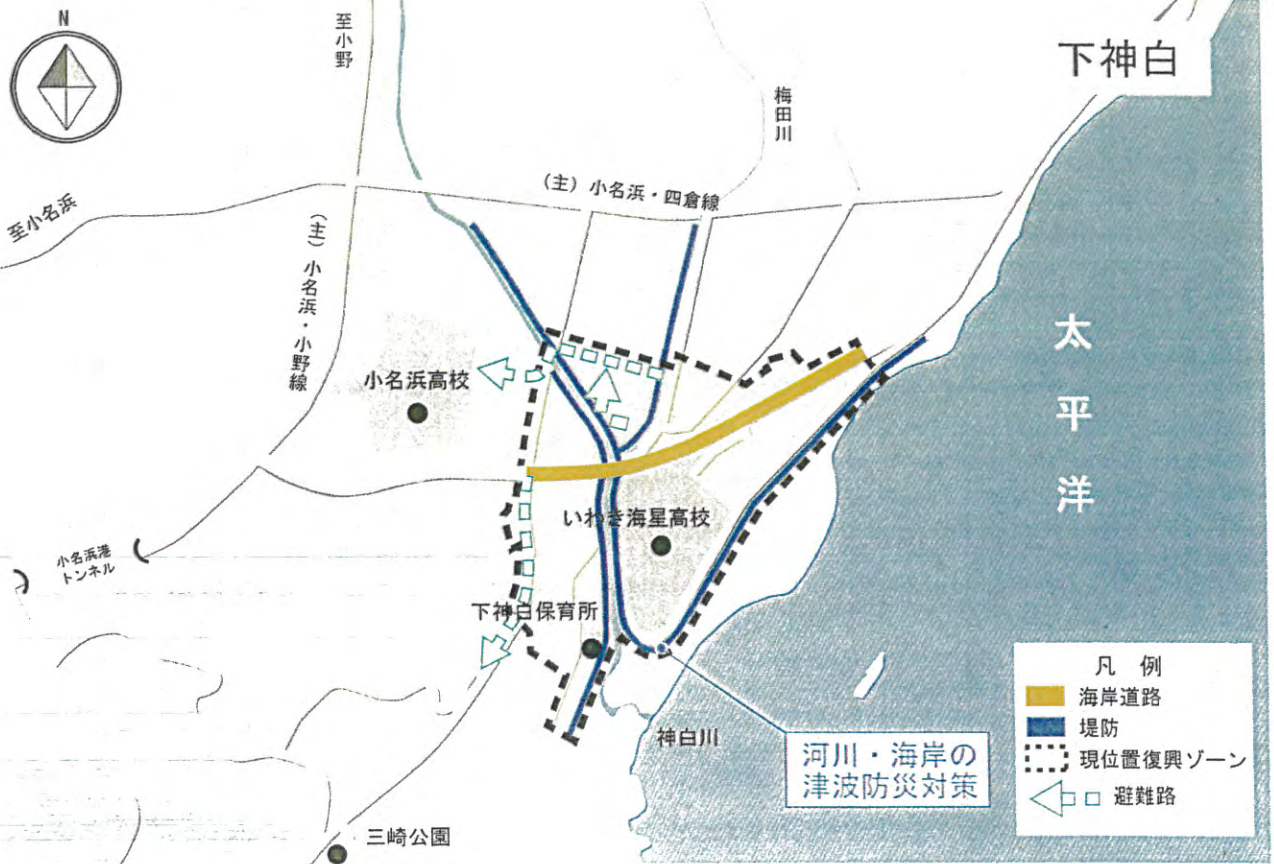 N
至小野
下神白
梅田川
(主)小名浜・四倉線
至小名浜
(主)小名浜・小野線
太平洋
小名浜高校
いわき海星高校
小名浜港
トンネル
下神白保育所
神白川
河川・海岸の
津波防災対策
三崎公園
凡 例
海岸道路
堤防
現位置復興ゾーン
避難路